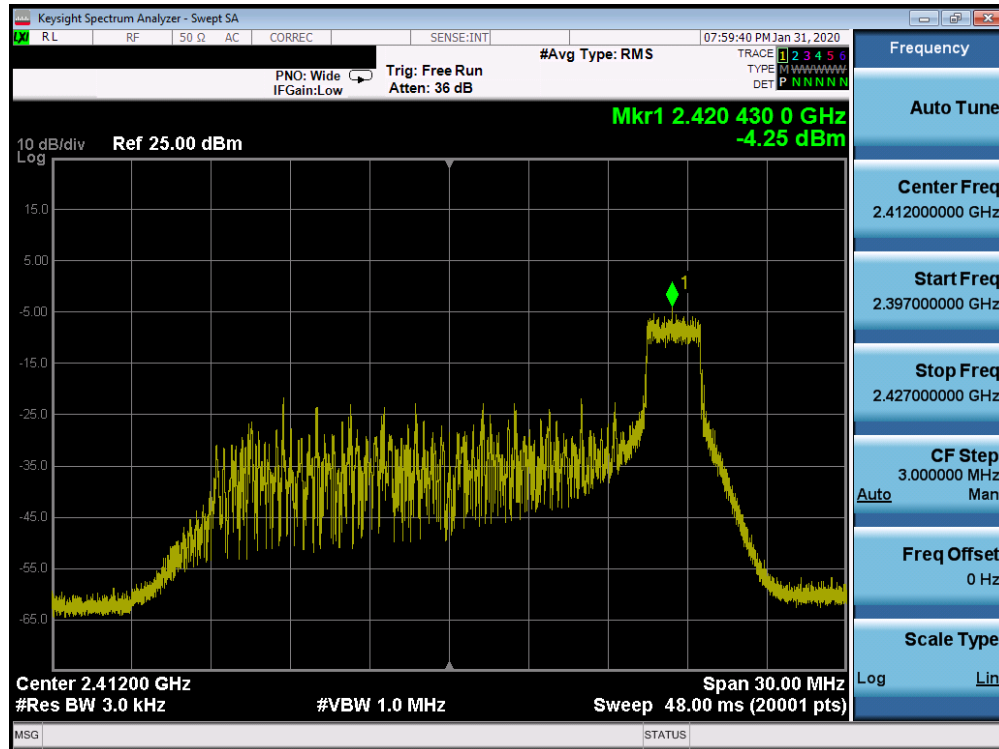 Keysight Spectrum Analyzer - Swept SA
LXI RL RF 50 Ω AC CORREC SENSE:INT 07:59:40 PM Jan 31, 2020
#Avg Type: RMS
TRACE 1 2 3 4 5 6
PNO: Wide
Trig: Free Run
TYPE M W W W W W
IFGain:Low
Atten: 36 dB
DET P N N N N N
Mkr1 2.420 430 0 GHz
-4.25 dBm
10 dB/div Ref 25.00 dBm
Log
15.0
5.00
1
-5.00
-15.0
-25.0
-35.0
-45.0
-55.0
-65.0
Center 2.41200 GHz Span 30.00 MHz
#Res BW 3.0 kHz #VBW 1.0 MHz Sweep 48.00 ms (20001 pts)
MSG STATUS
Frequency
Auto Tune
Center Freq
2.412000000 GHz
Start Freq
2.397000000 GHz
Stop Freq
2.427000000 GHz
CF Step
3.000000 MHz
Auto Man
Freq Offset
0 Hz
Scale Type
Log Lin